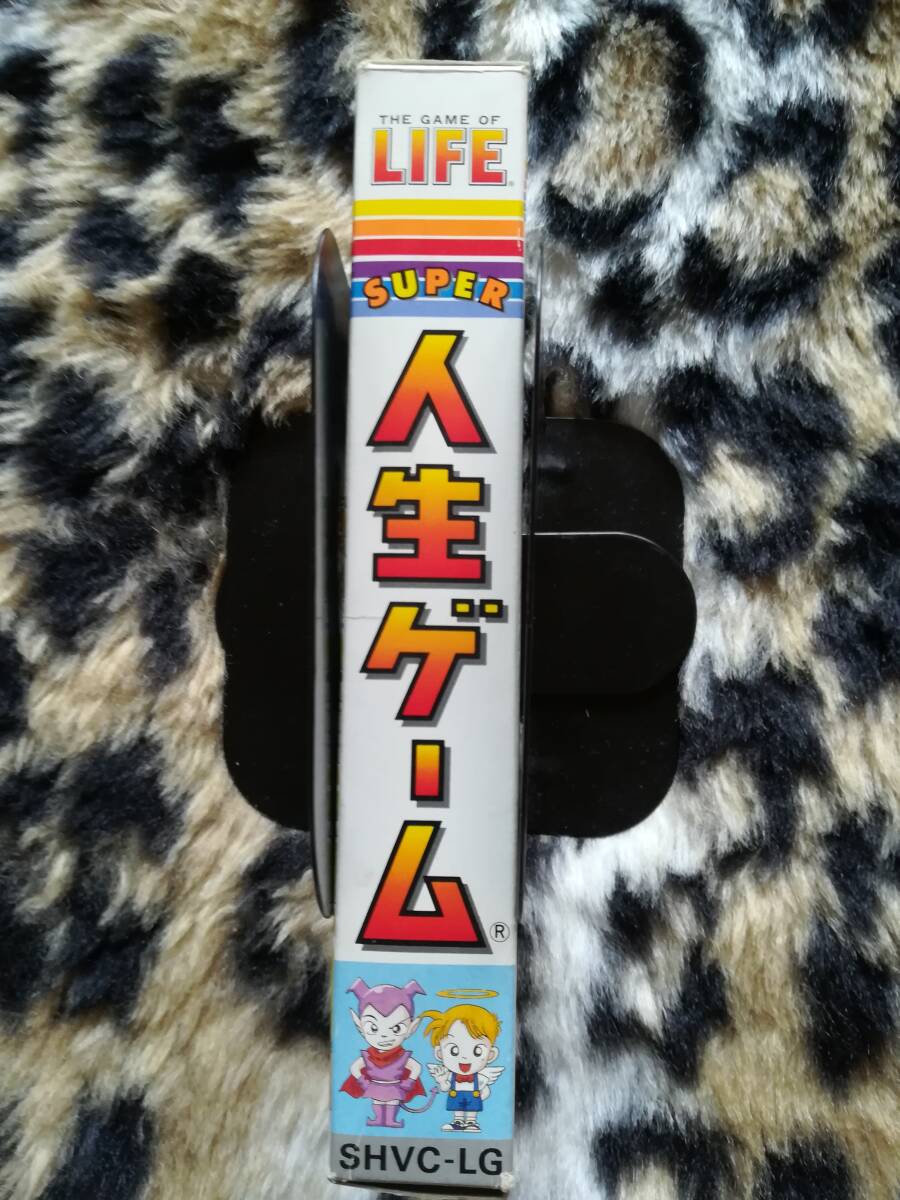 THE GAME OF
LIFE®
SUPER
人生ゲーム®
SHVC-LG